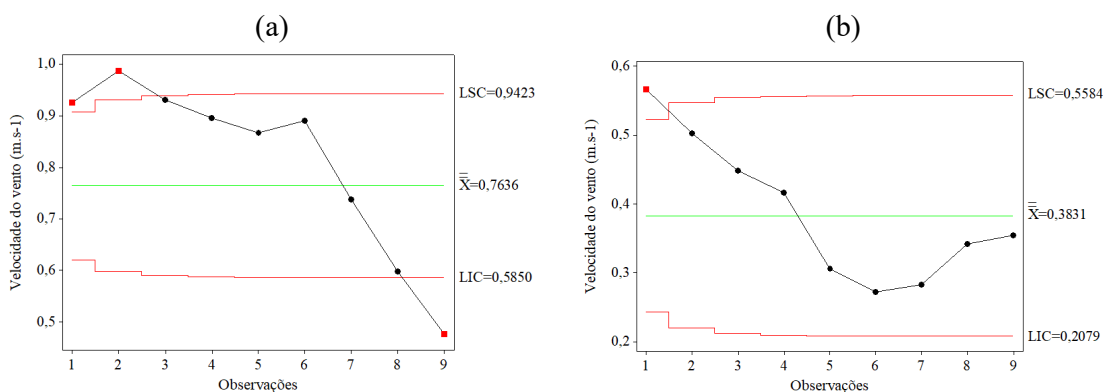 (a)
Velocidade do vento (m.s-1)
1,0
0,9
0,8
0,7
0,6
0,5
LSC=0,9423
X=0,7636
LIC=0,5850
1 2 3 4 5 6 7 8 9
Observações
(b)
Velocidade do vento (m.s-1)
0,6
0,5
0,4
0,3
0,2
LSC=0,5584
X=0,3831
LIC=0,2079
1 2 3 4 5 6 7 8 9
Observações